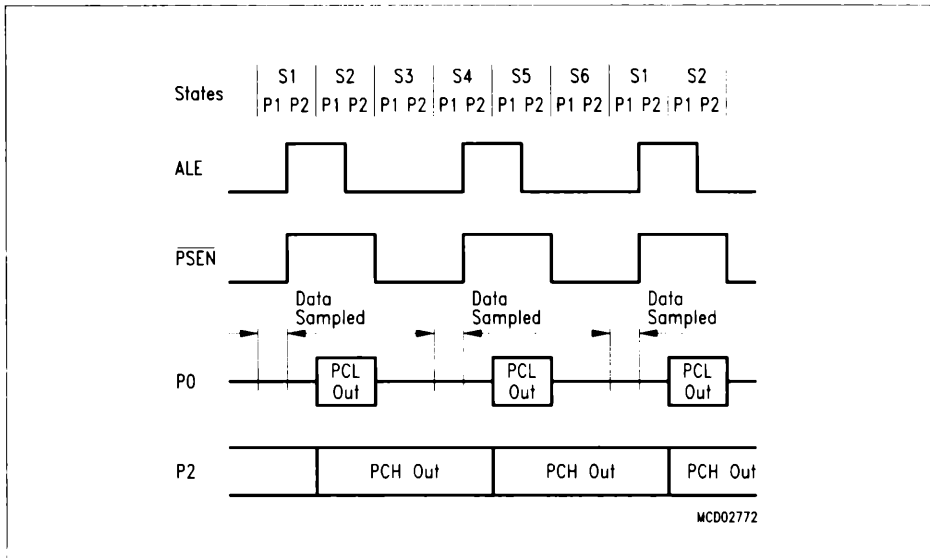 S1 S2 S3 S4 S5 S6 S1 S2
States
P1 P2 P1 P2 P1 P2 P1 P2 P1 P2 P1 P2 P1 P2 P1 P2
ALE
PSEN
Data Data Data
Sampled Sampled Sampled
PCL PCL PCL
P0
Out Out Out
P2 PCH Out PCH Out PCH Out
MCD02772